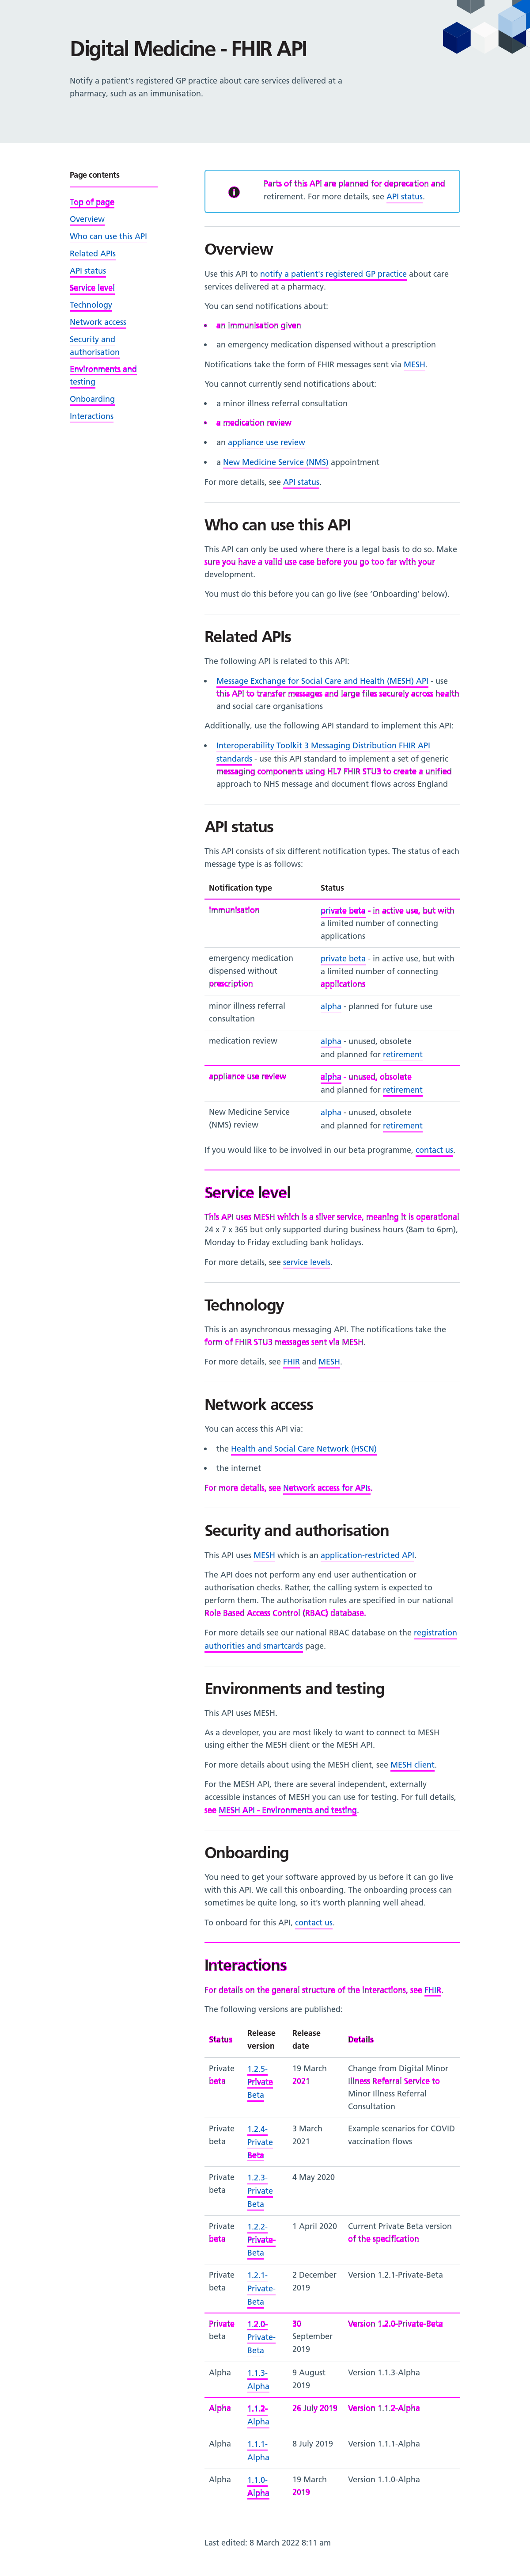 Digital Medicine - FHIR API
Notify a patient's registered GP practice about care services delivered at a
pharmacy, such as an immunisation.
Page contents
Top of page
Overview
Who can use this API
Related APIs
API status
Service level
Technology
Network access
Security and
authorisation
Environments and
testing
Onboarding
Interactions
Parts of this API are planned for deprecation and
retirement. For more details, see API status.
Overview
Use this API to notify a patient's registered GP practice about care
services delivered at a pharmacy.
You can send notifications about:
• an immunisation given
• an emergency medication dispensed without a prescription
Notifications take the form of FHIR messages sent via MESH.
You cannot currently send notifications about:
• a minor illness referral consultation
• a medication review
• an appliance use review
• a New Medicine Service (NMS) appointment
For more details, see API status.
Who can use this API
This API can only be used where there is a legal basis to do so. Make
sure you have a valid use case before you go too far with your
development.
You must do this before you can go live (see ‘Onboarding’ below).
Related APIs
The following API is related to this API:
• Message Exchange for Social Care and Health (MESH) API - use
this API to transfer messages and large files securely across health
and social care organisations
Additionally, use the following API standard to implement this API:
• Interoperability Toolkit 3 Messaging Distribution FHIR API
standards - use this API standard to implement a set of generic
messaging components using HL7 FHIR STU3 to create a unified
approach to NHS message and document flows across England
API status
This API consists of six different notification types. The status of each
message type is as follows:
Notification type Status
immunisation private beta - in active use, but with
a limited number of connecting
applications
emergency medication private beta - in active use, but with
dispensed without a limited number of connecting
prescription applications
minor illness referral alpha - planned for future use
consultation
medication review alpha - unused, obsolete
and planned for retirement
appliance use review alpha - unused, obsolete
and planned for retirement
New Medicine Service alpha - unused, obsolete
(NMS) review and planned for retirement
If you would like to be involved in our beta programme, contact us.
Service level
This API uses MESH which is a silver service, meaning it is operational
24 x 7 x 365 but only supported during business hours (8am to 6pm),
Monday to Friday excluding bank holidays.
For more details, see service levels.
Technology
This is an asynchronous messaging API. The notifications take the
form of FHIR STU3 messages sent via MESH.
For more details, see FHIR and MESH.
Network access
You can access this API via:
• the Health and Social Care Network (HSCN)
• the internet
For more details, see Network access for APIs.
Security and authorisation
This API uses MESH which is an application-restricted API.
The API does not perform any end user authentication or
authorisation checks. Rather, the calling system is expected to
perform them. The authorisation rules are specified in our national
Role Based Access Control (RBAC) database.
For more details see our national RBAC database on the registration
authorities and smartcards page.
Environments and testing
This API uses MESH.
As a developer, you are most likely to want to connect to MESH
using either the MESH client or the MESH API.
For more details about using the MESH client, see MESH client.
For the MESH API, there are several independent, externally
accessible instances of MESH you can use for testing. For full details,
see MESH API - Environments and testing.
Onboarding
You need to get your software approved by us before it can go live
with this API. We call this onboarding. The onboarding process can
sometimes be quite long, so it's worth planning well ahead.
To onboard for this API, contact us.
Interactions
For details on the general structure of the interactions, see FHIR.
The following versions are published:
Status Release version Release date Details
Private beta 1.2.5-Private Beta 19 March 2021 Change from Digital Minor Illness Referral Service to Minor Illness Referral Consultation
Private beta 1.2.4-Private Beta 3 March 2021 Example scenarios for COVID vaccination flows
Private beta 1.2.3-Private Beta 4 May 2020
Private beta 1.2.2-Private-Beta 1 April 2020 Current Private Beta version of the specification
Private beta 1.2.1-Private-Beta 2 December 2019 Version 1.2.1-Private-Beta
Private beta 1.2.0-Private-Beta 30 September 2019 Version 1.2.0-Private-Beta
Alpha 1.1.3-Alpha 9 August 2019 Version 1.1.3-Alpha
Alpha 1.1.2-Alpha 26 July 2019 Version 1.1.2-Alpha
Alpha 1.1.1-Alpha 8 July 2019 Version 1.1.1-Alpha
Alpha 1.1.0-Alpha 19 March 2019 Version 1.1.0-Alpha
Last edited: 8 March 2022 8:11 am